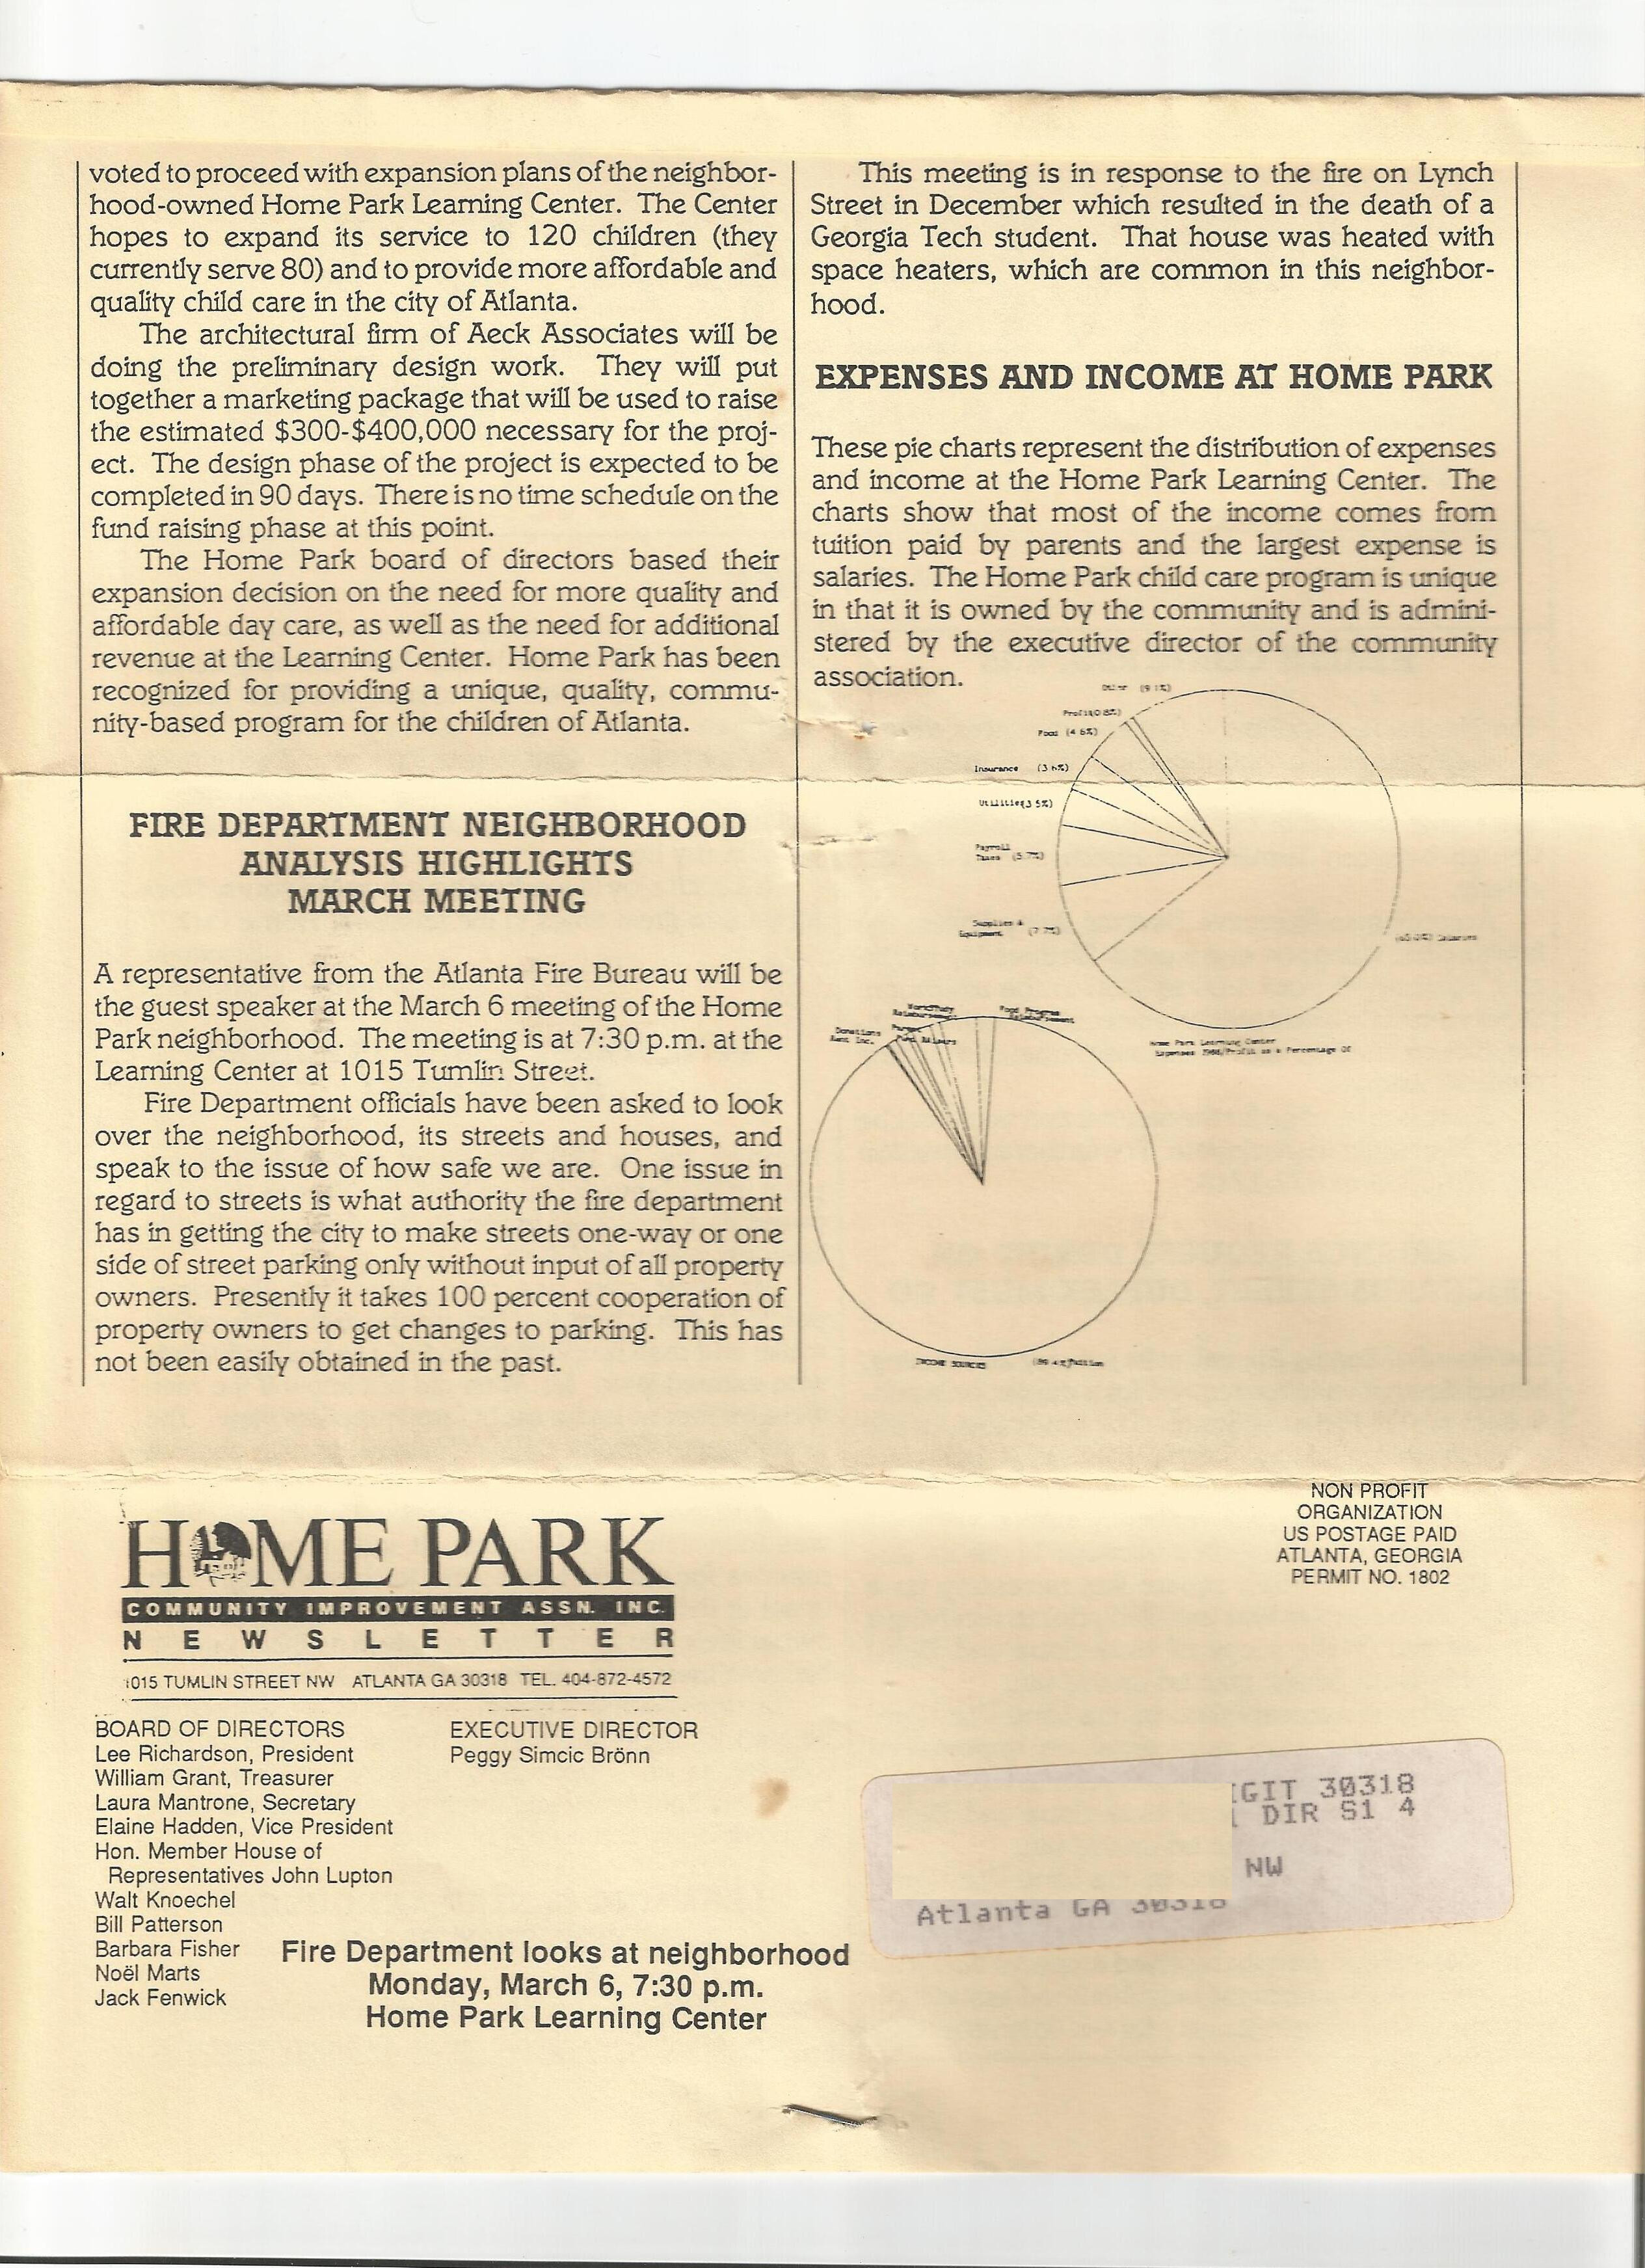 voted to proceed with expansion plans of the neighbor-
hood-owned Home Park Learning Center. The Center
hopes to expand its service to 120 children (they
currently serve 80) and to provide more affordable and
quality child care in the city of Atlanta.
The architectural firm of Aeck Associates will be
doing the preliminary design work. They will put
together a marketing package that will be used to raise
the estimated $300-$400,000 necessary for the proj-
ect. The design phase of the project is expected to be
completed in 90 days. There is no time schedule on the
fund raising phase at this point.
The Home Park board of directors based their
expansion decision on the need for more quality and
affordable day care, as well as the need for additional
revenue at the Learning Center. Home Park has been
recognized for providing a unique, quality, commu-
nity-based program for the children of Atlanta.
FIRE DEPARTMENT NEIGHBORHOOD
ANALYSIS HIGHLIGHTS
MARCH MEETING
A representative from the Atlanta Fire Bureau will be
the guest speaker at the March 6 meeting of the Home
Park neighborhood. The meeting is at 7:30 p.m. at the
Learning Center at 1015 Tumlin Street.
Fire Department officials have been asked to look
over the neighborhood, its streets and houses, and
speak to the issue of how safe we are. One issue in
regard to streets is what authority the fire department
has in getting the city to make streets one-way or one
side of street parking only without input of all property
owners. Presently it takes 100 percent cooperation of
property owners to get changes to parking. This has
not been easily obtained in the past.
This meeting is in response to the fire on Lynch
Street in December which resulted in the death of a
Georgia Tech student. That house was heated with
space heaters, which are common in this neighbor-
hood.
EXPENSES AND INCOME AT HOME PARK
These pie charts represent the distribution of expenses
and income at the Home Park Learning Center. The
charts show that most of the income comes from
tuition paid by parents and the largest expense is
salaries. The Home Park child care program is unique
in that it is owned by the community and is admini-
stered by the executive director of the community
association.
Profit(0.8%)
Food (4.6%)
Insurance (3.6%)
Utilities(3.5%)
Payroll
Taxes (5.7%)
Supplies &
Equipment (7.7%)
Salaries
Home Park Learning Center
Expenses
Profit as a Percentage Of
Donations
Food Program
Reimbursement
INCOME SOURCES
Tuition
HOME PARK
COMMUNITY IMPROVEMENT ASSN. INC.
NEWSLETTER
1015 TUMLIN STREET NW ATLANTA GA 30318 TEL. 404-872-4572
NON PROFIT
ORGANIZATION
US POSTAGE PAID
ATLANTA, GEORGIA
PERMIT NO. 1802
BOARD OF DIRECTORS
Lee Richardson, President
William Grant, Treasurer
Laura Mantrone, Secretary
Elaine Hadden, Vice President
Hon. Member House of
Representatives John Lupton
Walt Knoechel
Bill Patterson
Barbara Fisher
Noël Marts
Jack Fenwick
EXECUTIVE DIRECTOR
Peggy Simcic Brönn
Fire Department looks at neighborhood
Monday, March 6, 7:30 p.m.
Home Park Learning Center
IGIT 30318
DIR S1 4
NW
Atlanta GA 30318